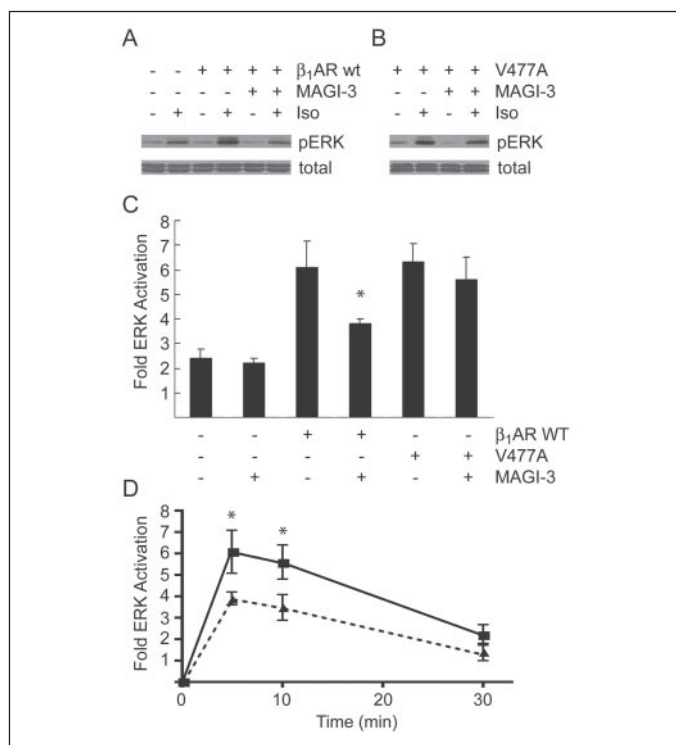 A
- - + + + + β₁AR wt
- - - - + + MAGI-3
- + - + - + Iso
pERK
total
B
+ + + + V477A
- - + + MAGI-3
- + - + Iso
pERK
total
C
Fold ERK Activation
8
7
6
5
4
3
2
1
*
- - + + - - β₁AR WT
- - - - + + V477A
- + - + - + MAGI-3
D
Fold ERK Activation
8
7
6
5
4
3
2
1
* *
0 10 20 30
Time (min)